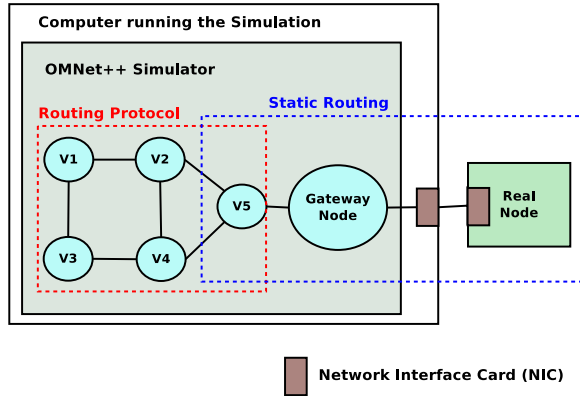 Computer running the Simulation
OMNet++ Simulator
Static Routing
Routing Protocol
V1
V2
V5
Gateway
Node
Real
Node
V3
V4
Network Interface Card (NIC)